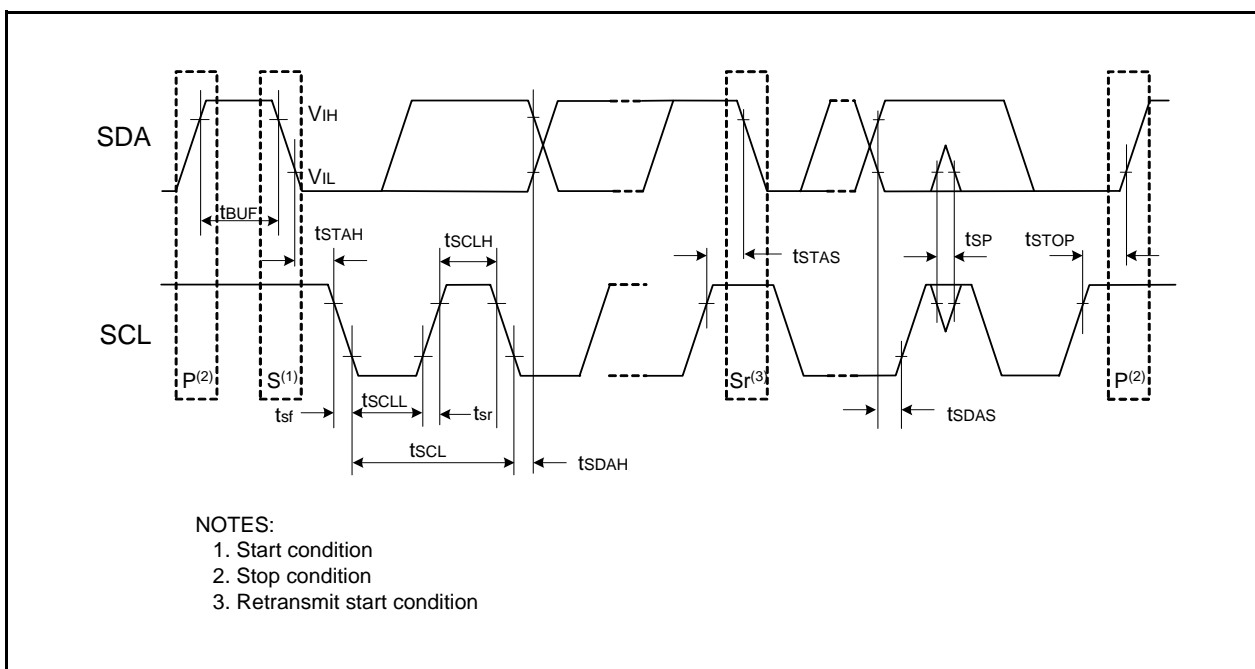 SDA
VIH
VIL
tBUF
tSTAH
tSCLH
tSTAS
tSP
tSTOP
SCL
P(2)
S(1)
Sr(3)
P(2)
tsf
tSCLL
tsr
tSDAS
tSCL
tSDAH
NOTES:
1. Start condition
2. Stop condition
3. Retransmit start condition